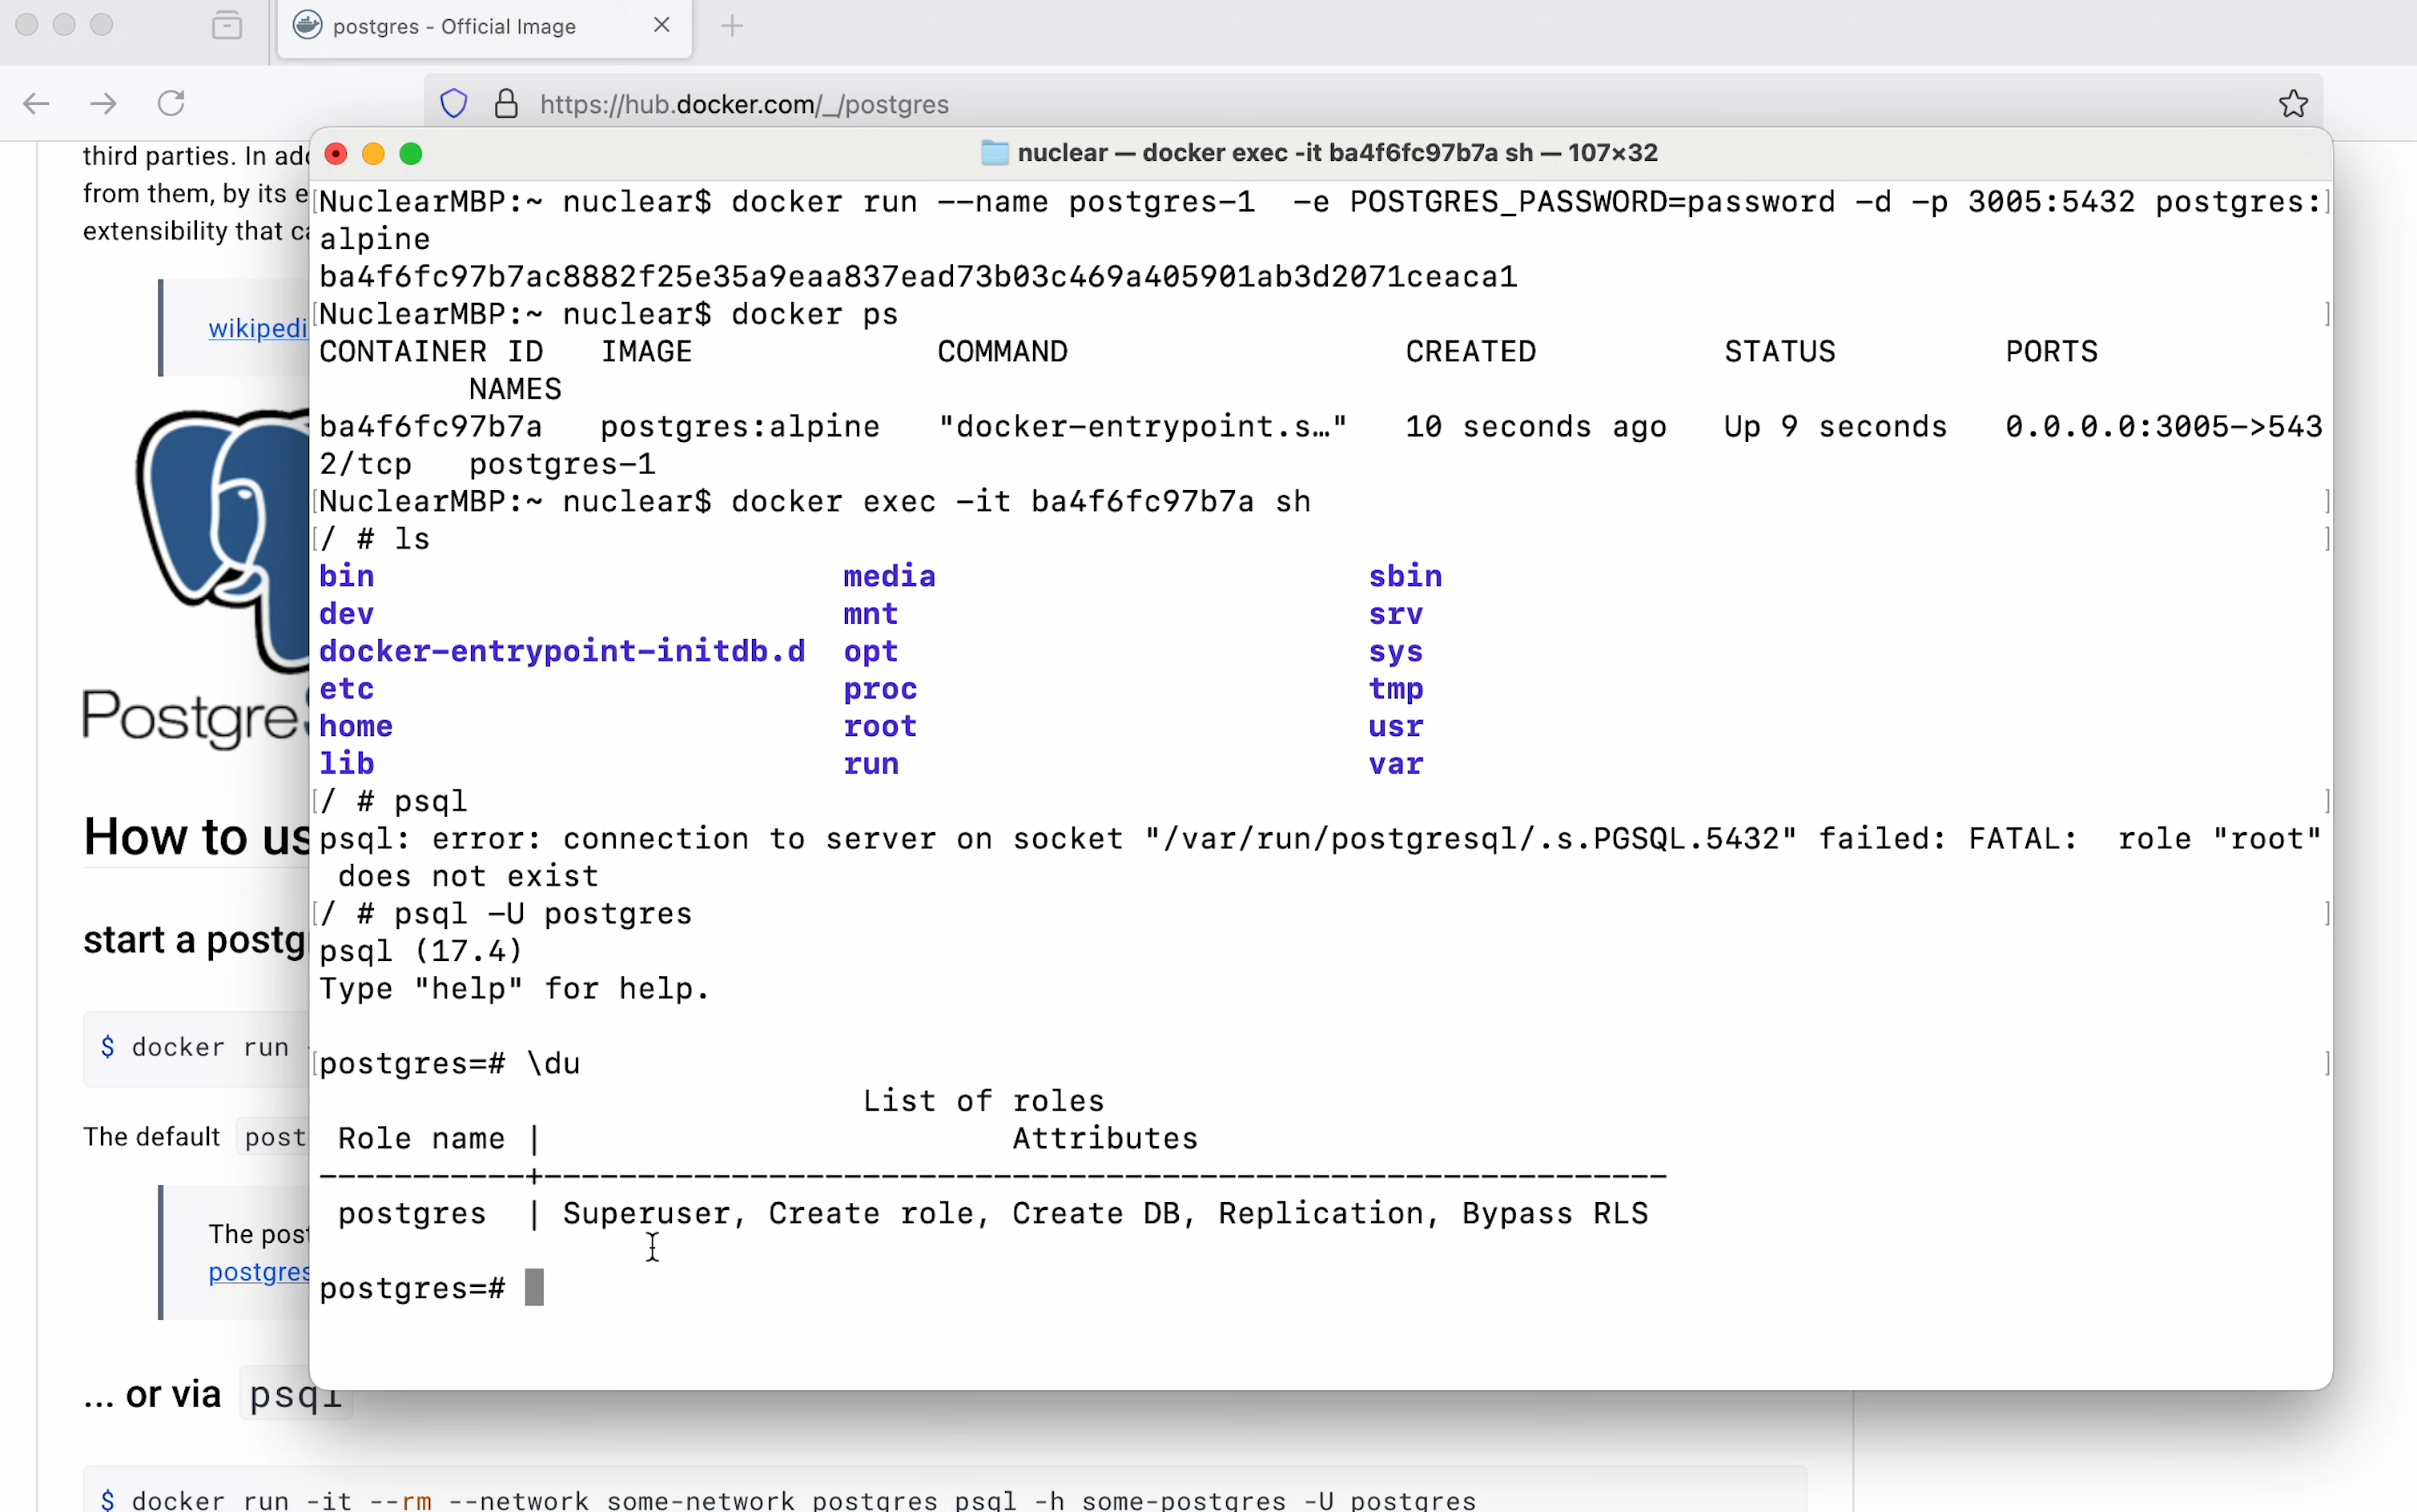 postgres - Official Image
https://hub.docker.com/_/postgres
third parties. In add
from them, by its e
extensibility that ca
wikipedi
PostgreS
How to us
start a postg
$ docker run
The default post
The post
postgres
... or via psql
$ docker run -it --rm --network some-network postgres psql -h some-postgres -U postgres
nuclear — docker exec -it ba4f6fc97b7a sh — 107×32
NuclearMBP:~ nuclear$ docker run --name postgres-1  -e POSTGRES_PASSWORD=password -d -p 3005:5432 postgres:
alpine
ba4f6fc97b7ac8882f25e35a9eaa837ead73b03c469a405901ab3d2071ceaca1
NuclearMBP:~ nuclear$ docker ps
CONTAINER ID   IMAGE             COMMAND                  CREATED          STATUS         PORTS
        NAMES
ba4f6fc97b7a   postgres:alpine   "docker-entrypoint.s…"   10 seconds ago   Up 9 seconds   0.0.0.0:3005->543
2/tcp   postgres-1
NuclearMBP:~ nuclear$ docker exec -it ba4f6fc97b7a sh
/ # ls
bin                         media                       sbin
dev                         mnt                         srv
docker-entrypoint-initdb.d  opt                         sys
etc                         proc                        tmp
home                        root                        usr
lib                         run                         var
/ # psql
psql: error: connection to server on socket "/var/run/postgresql/.s.PGSQL.5432" failed: FATAL:  role "root"
 does not exist
/ # psql -U postgres
psql (17.4)
Type "help" for help.
postgres=# \du
                             List of roles
 Role name |                         Attributes
-----------+------------------------------------------------------------
 postgres  | Superuser, Create role, Create DB, Replication, Bypass RLS
postgres=#